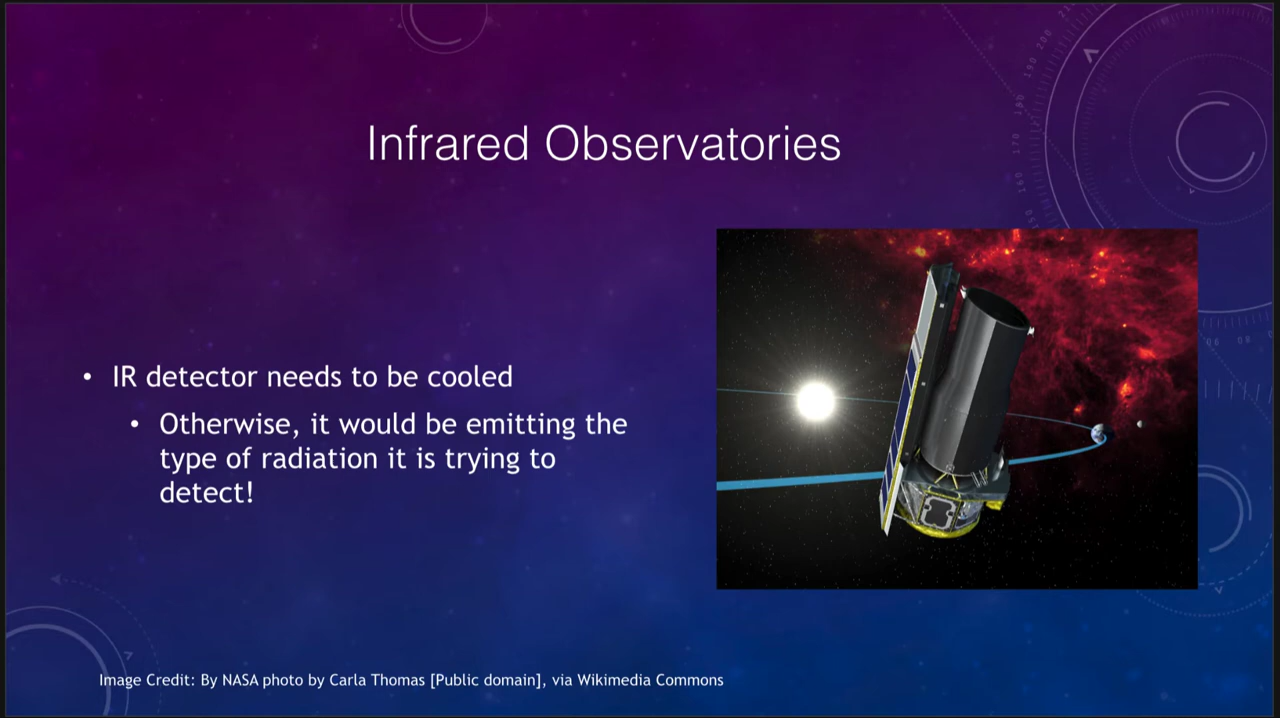 Infrared Observatories
• IR detector needs to be cooled
• Otherwise, it would be emitting the
type of radiation it is trying to
detect!
Image Credit: By NASA photo by Carla Thomas [Public domain], via Wikimedia Commons